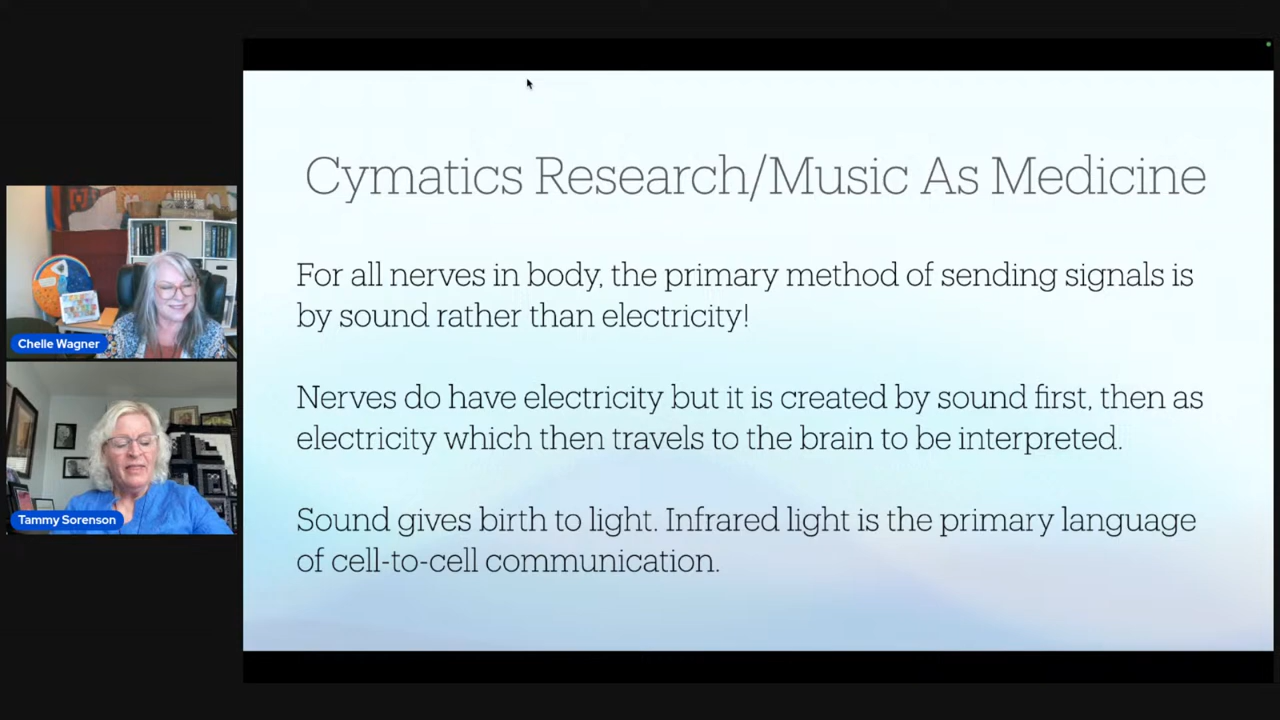 Cymatics Research/Music As Medicine
For all nerves in body, the primary method of sending signals is
by sound rather than electricity!
Nerves do have electricity but it is created by sound first, then as
electricity which then travels to the brain to be interpreted.
Sound gives birth to light. Infrared light is the primary language
of cell-to-cell communication.
Chelle Wagner
Tammy Sorenson